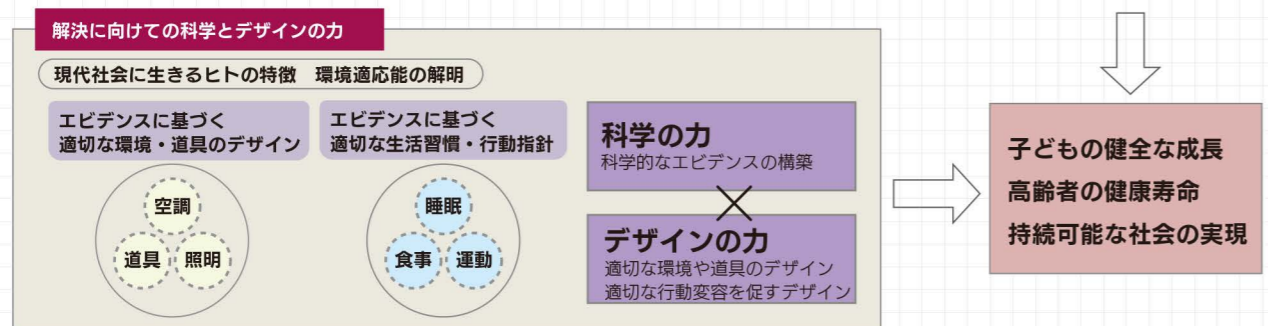 解決に向けての科学とデザインの力
現代社会に生きるヒトの特徴　環境適応能の解明
エビデンスに基づく
適切な環境・道具のデザイン
空調
道具
照明
エビデンスに基づく
適切な生活習慣・行動指針
睡眠
食事
運動
科学の力
科学的なエビデンスの構築
デザインの力
適切な環境や道具のデザイン
適切な行動変容を促すデザイン
子どもの健全な成長
高齢者の健康寿命
持続可能な社会の実現